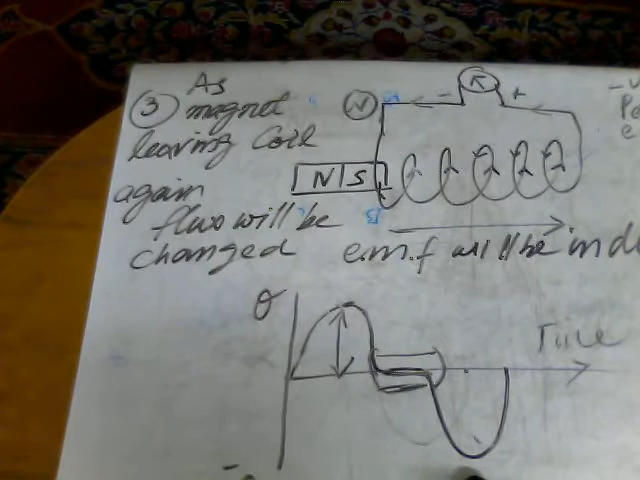 As
③ magnet
leaving Coil
again
flux will be
changed e.m.f will be ind
N
- +
N S
Time
-